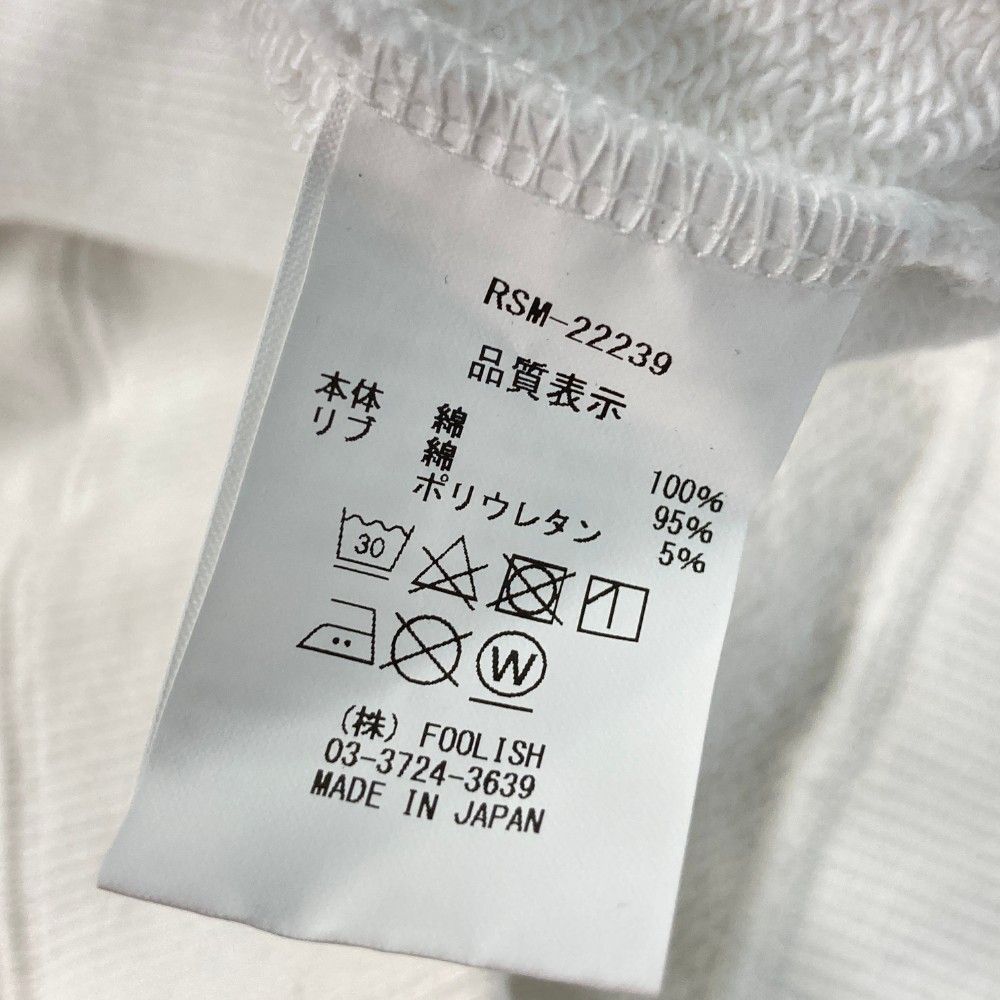 RSM-22239
品質表示
本体 綿 100%
リブ 綿 95%
ポリウレタン 5%
30
W
(株) FOOLISH
03-3724-3639
MADE IN JAPAN